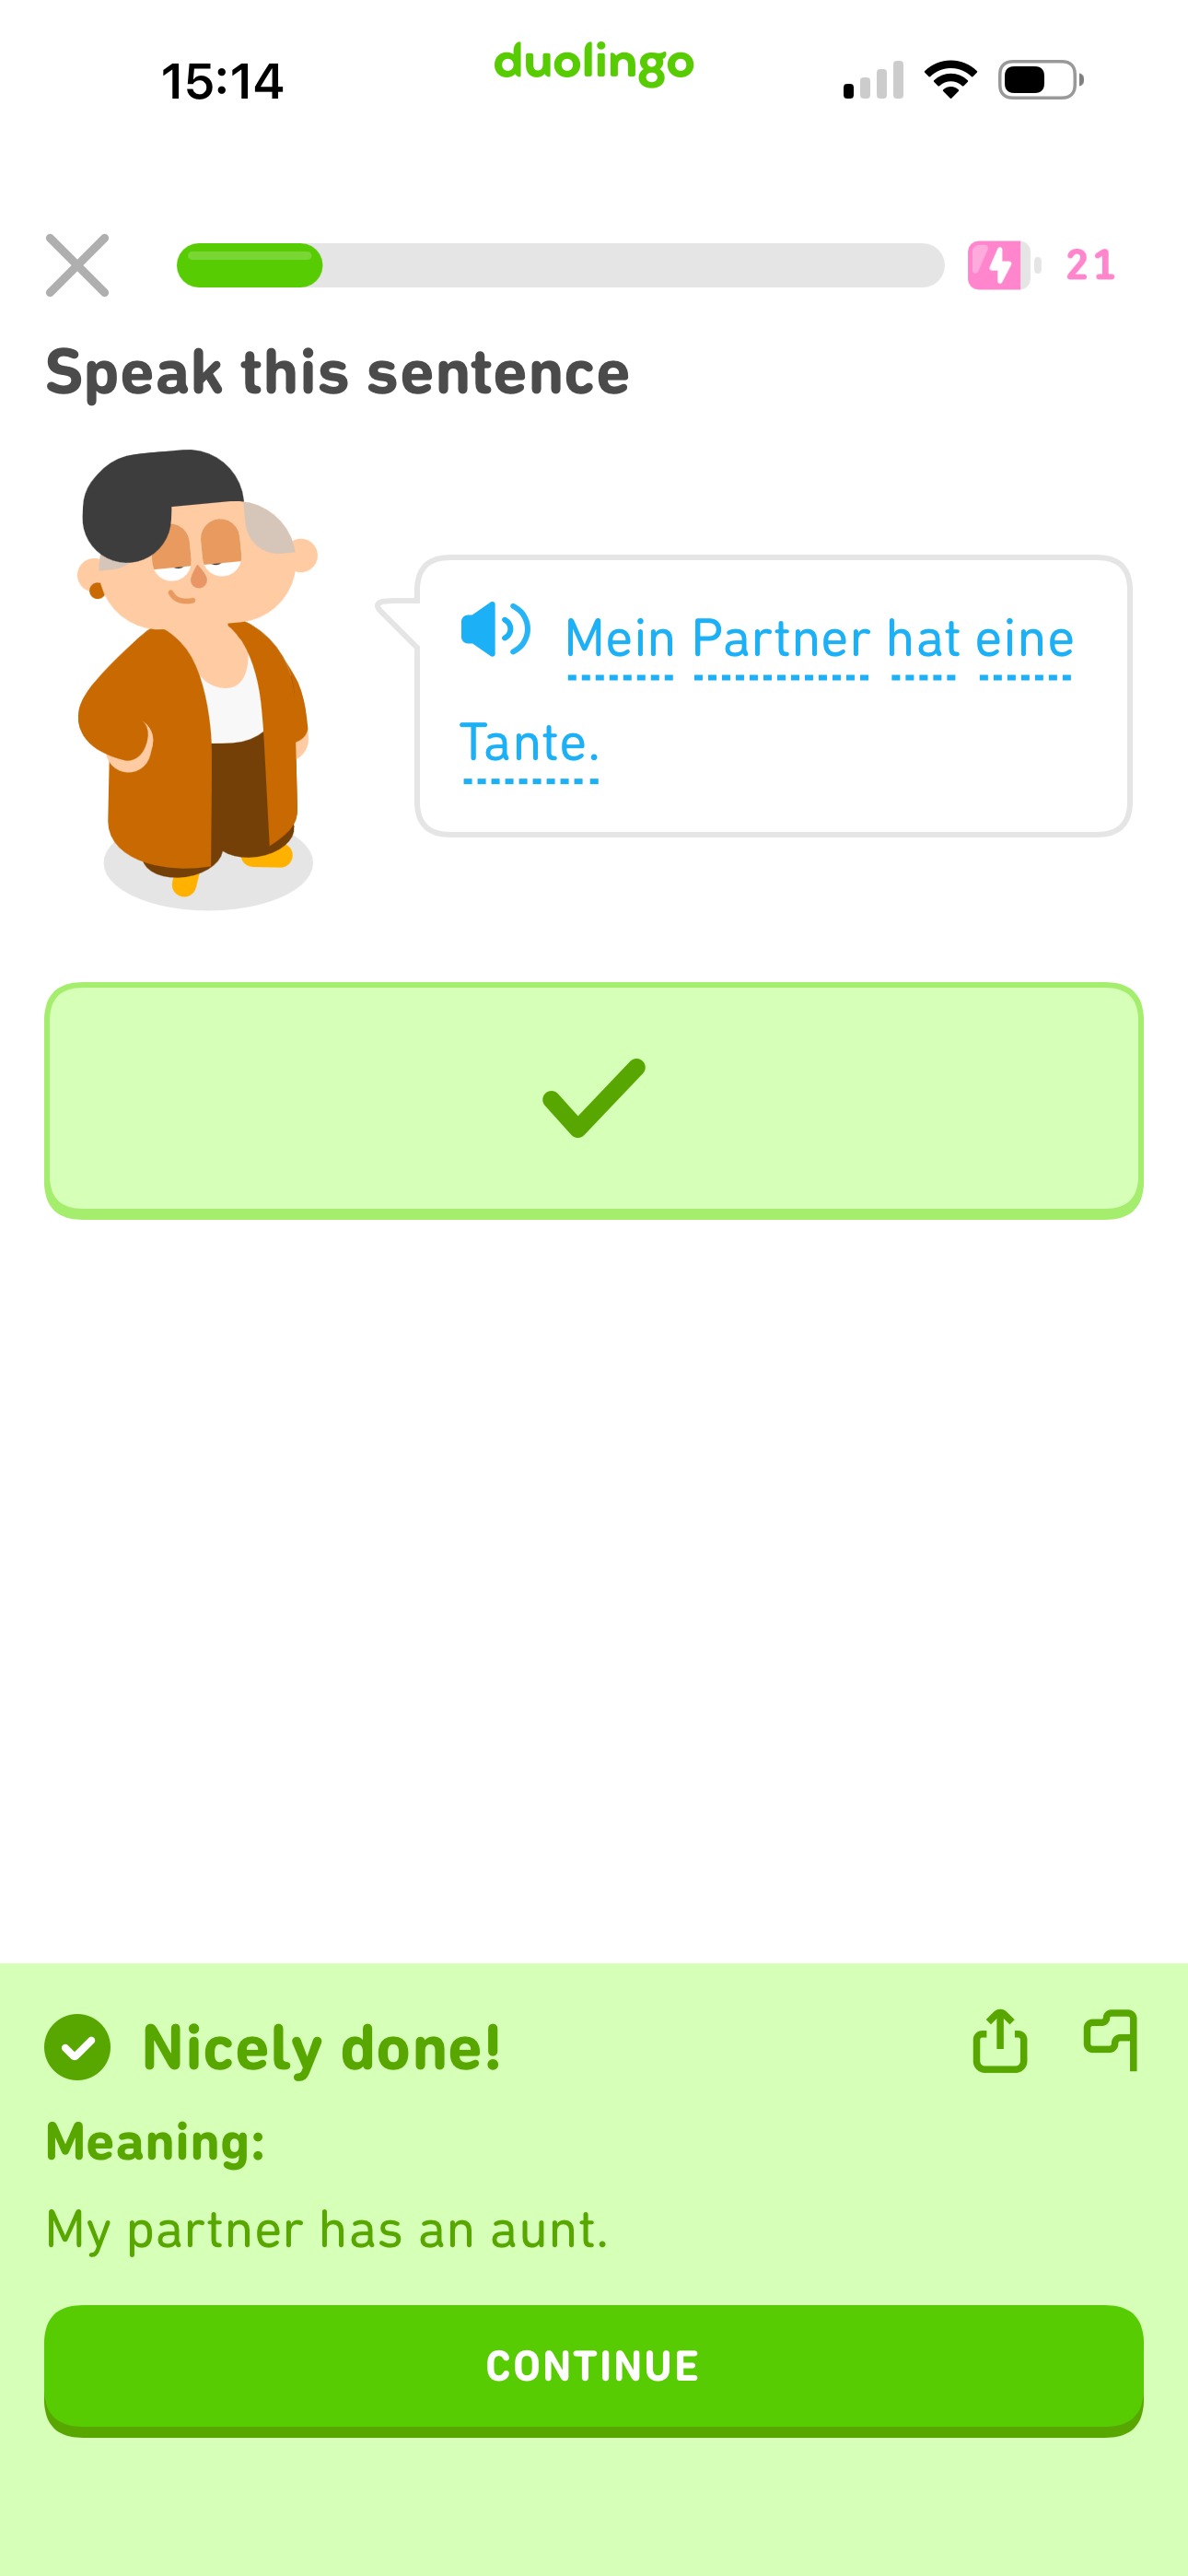 15:14
duolingo
21
Speak this sentence
Mein Partner hat eine
Tante.
Nicely done!
Meaning:
My partner has an aunt.
CONTINUE